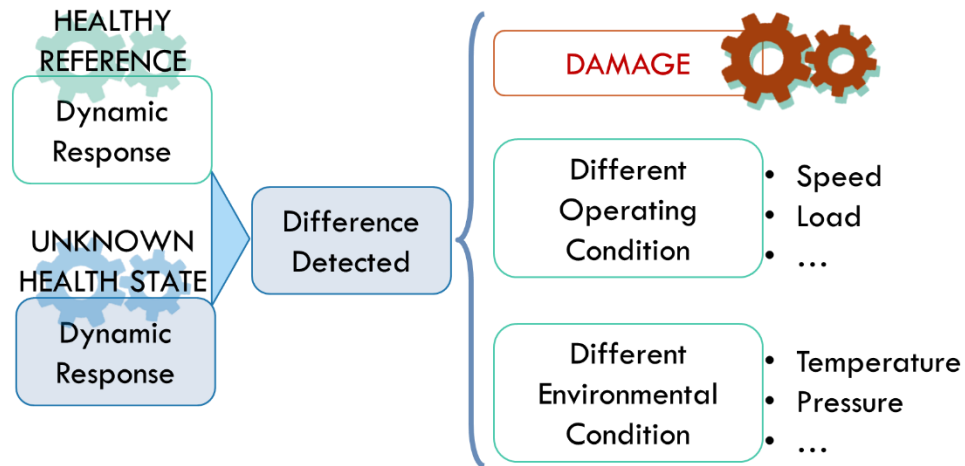 HEALTHY
REFERENCE
Dynamic
Response
UNKNOWN
HEALTH STATE
Dynamic
Response
Difference
Detected
DAMAGE
Different
Operating
Condition
• Speed
• Load
• ...
Different
Environmental
Condition
• Temperature
• Pressure
• ...